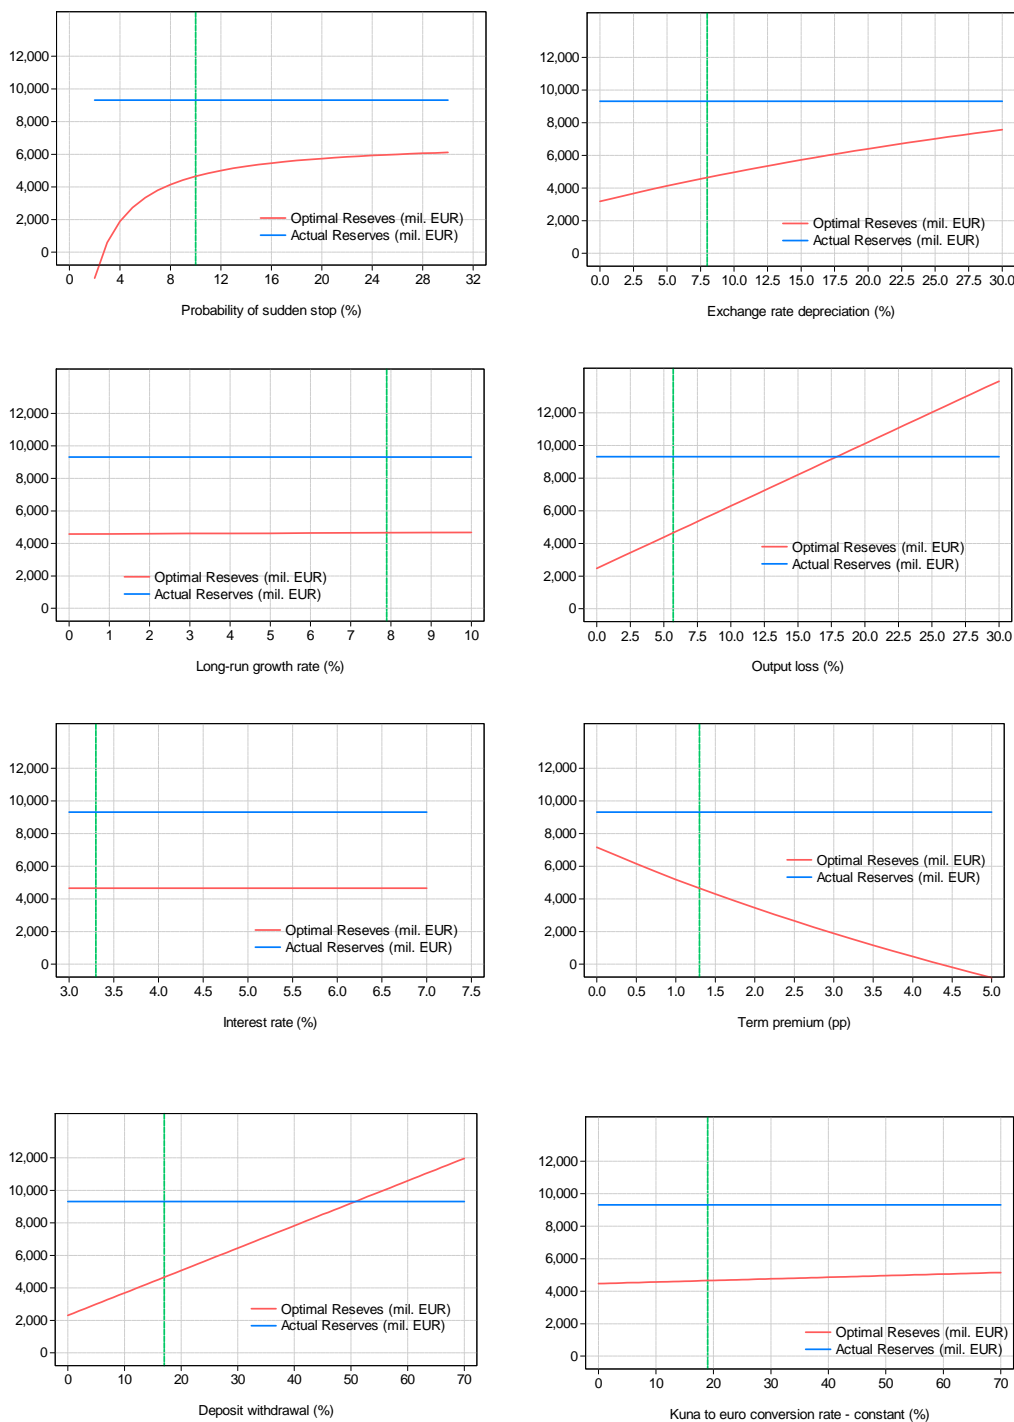 12,000
10,000
8,000
6,000
4,000
2,000
0
Optimal Reseves (mil. EUR)
Actual Reserves (mil. EUR)
0 4 8 12 16 20 24 28 32
Probability of sudden stop (%)
12,000
10,000
8,000
6,000
4,000
2,000
0
Optimal Reseves (mil. EUR)
Actual Reserves (mil. EUR)
0.0 2.5 5.0 7.5 10.0 12.5 15.0 17.5 20.0 22.5 25.0 27.5 30.0
Exchange rate depreciation (%)
12,000
10,000
8,000
6,000
4,000
2,000
0
Optimal Reseves (mil. EUR)
Actual Reserves (mil. EUR)
0 1 2 3 4 5 6 7 8 9 10
Long-run growth rate (%)
12,000
10,000
8,000
6,000
4,000
2,000
0
Optimal Reseves (mil. EUR)
Actual Reserves (mil. EUR)
0.0 2.5 5.0 7.5 10.0 12.5 15.0 17.5 20.0 22.5 25.0 27.5 30.0
Output loss (%)
12,000
10,000
8,000
6,000
4,000
2,000
0
Optimal Reseves (mil. EUR)
Actual Reserves (mil. EUR)
3.0 3.5 4.0 4.5 5.0 5.5 6.0 6.5 7.0 7.5
Interest rate (%)
12,000
10,000
8,000
6,000
4,000
2,000
0
Optimal Reseves (mil. EUR)
Actual Reserves (mil. EUR)
0.0 0.5 1.0 1.5 2.0 2.5 3.0 3.5 4.0 4.5 5.0
Term premium (pp)
12,000
10,000
8,000
6,000
4,000
2,000
0
Optimal Reseves (mil. EUR)
Actual Reserves (mil. EUR)
0 10 20 30 40 50 60 70
Deposit withdrawal (%)
12,000
10,000
8,000
6,000
4,000
2,000
0
Optimal Reseves (mil. EUR)
Actual Reserves (mil. EUR)
0 10 20 30 40 50 60 70
Kuna to euro conversion rate - constant (%)